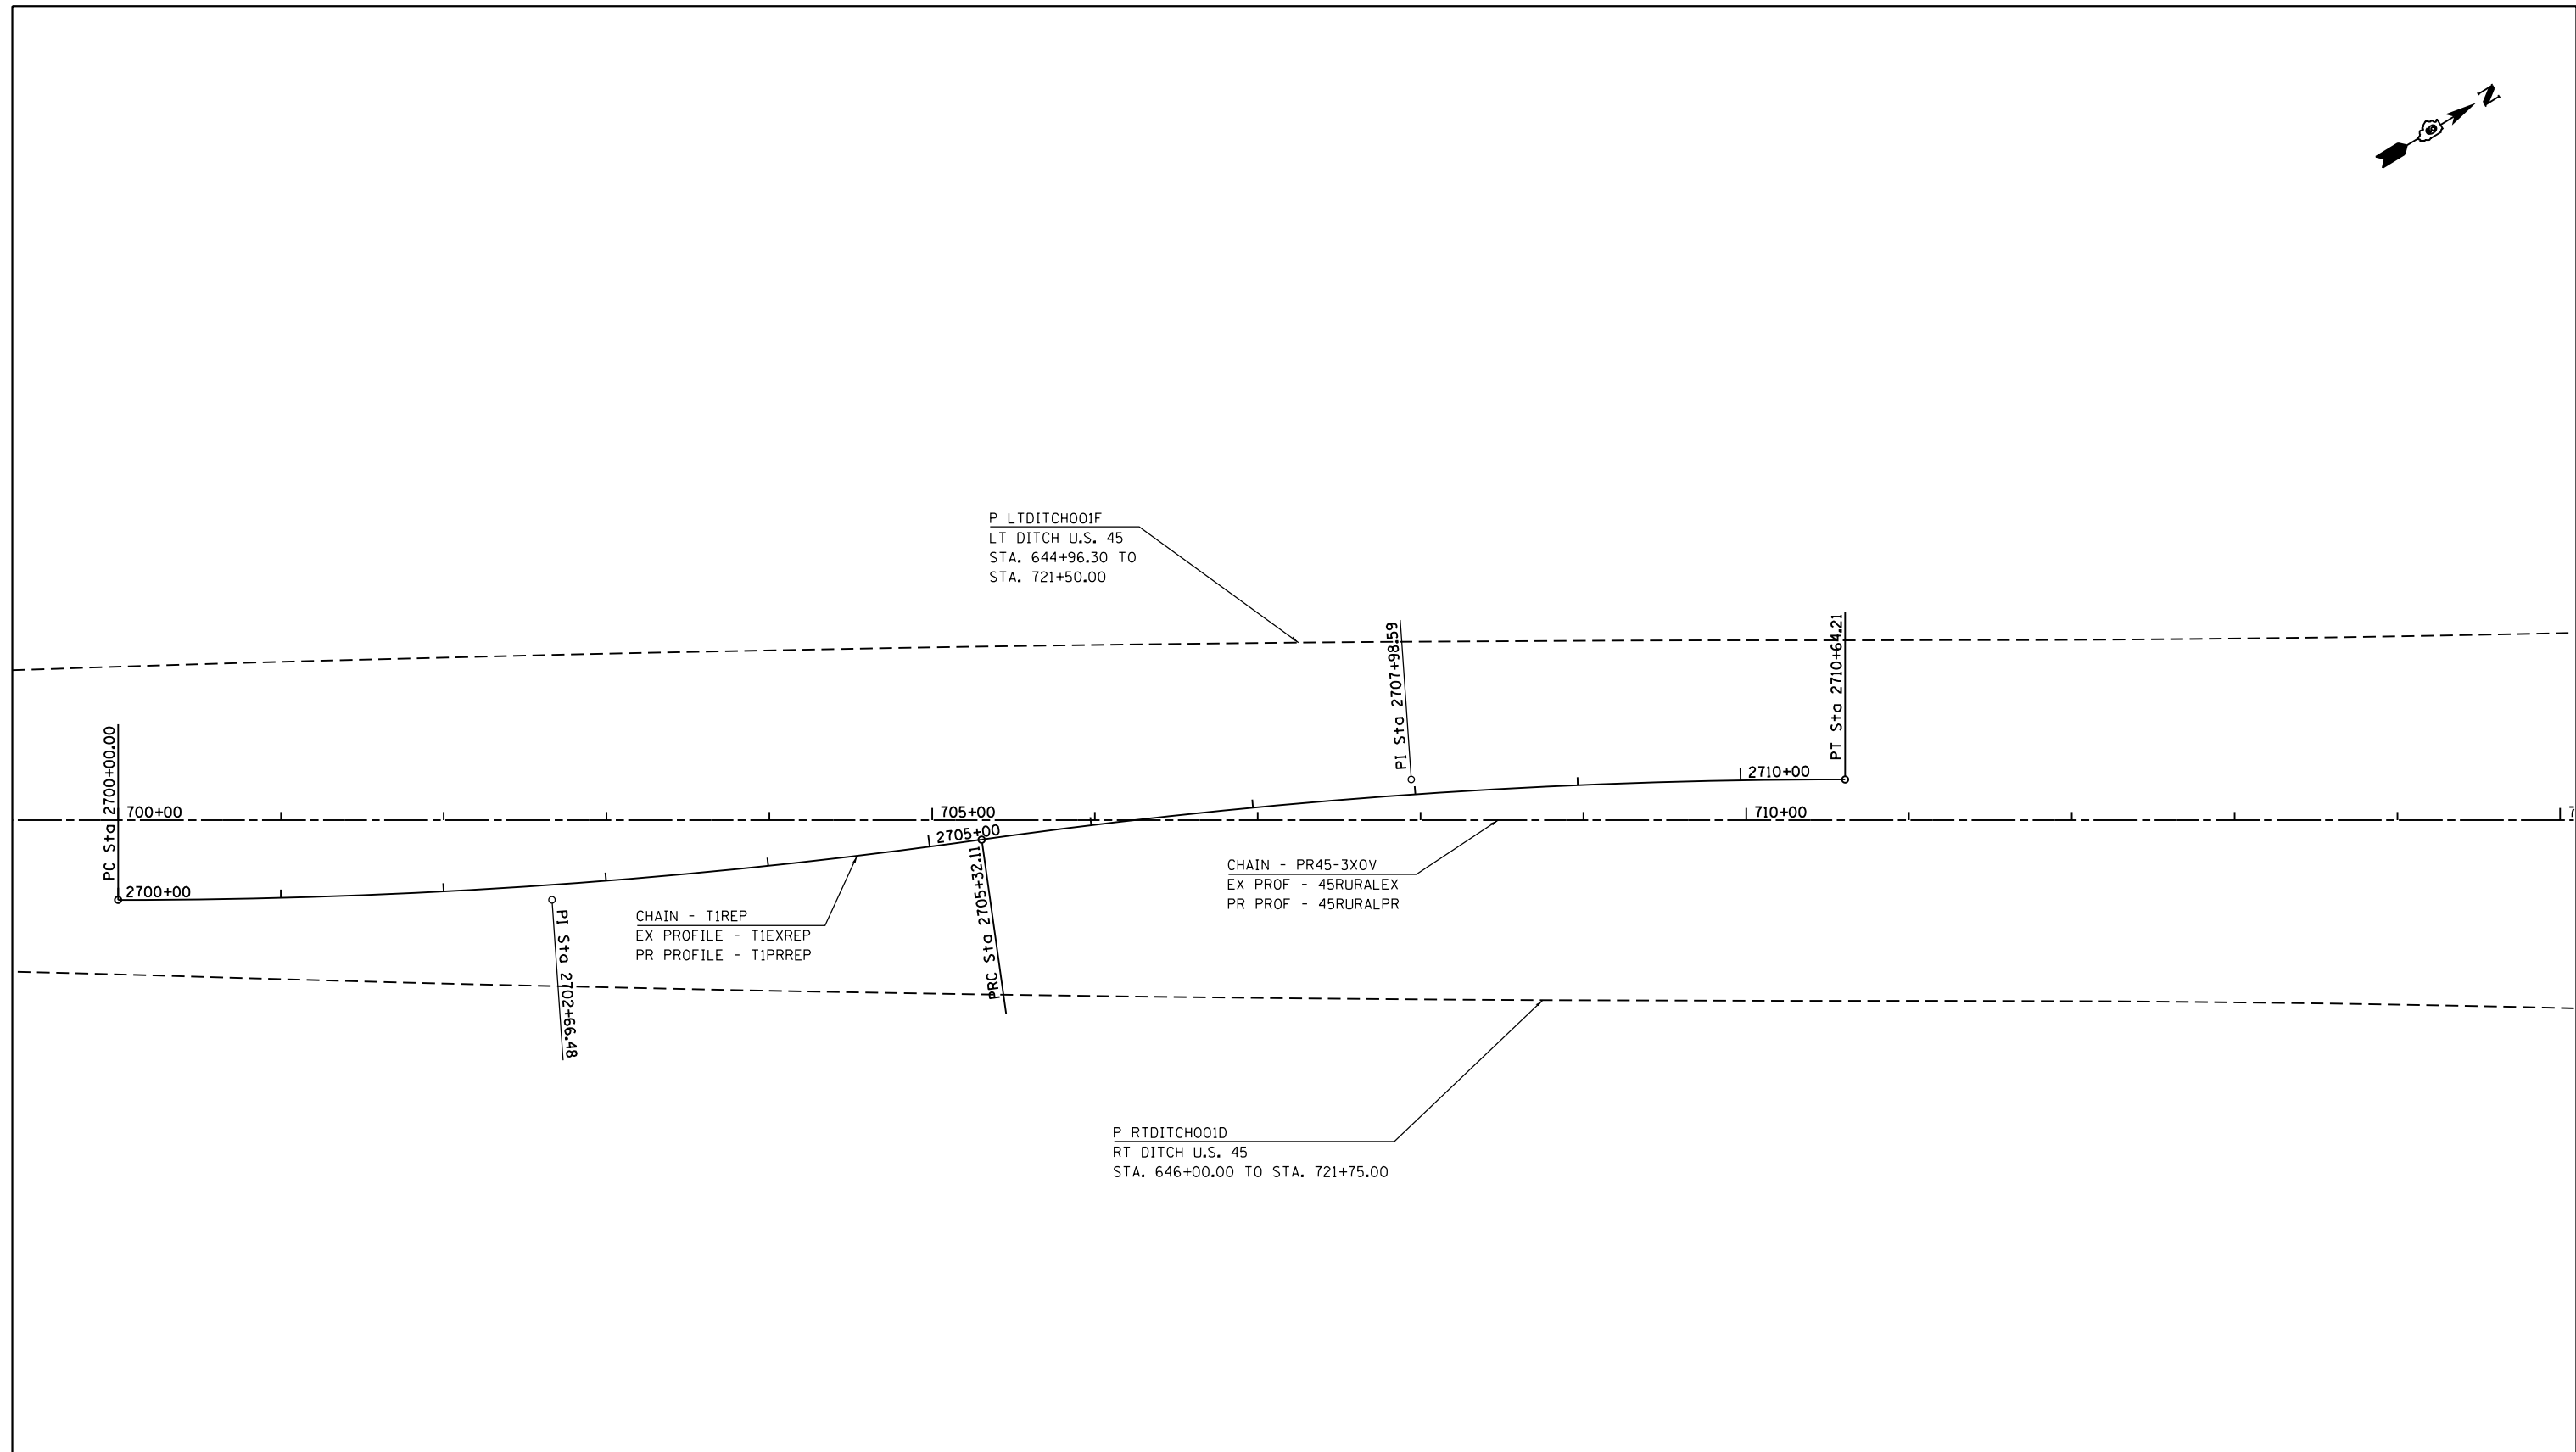 N
P LTDITCH001F
LT DITCH U.S. 45
STA. 644+96.30 TO
STA. 721+50.00
PC Sta 2700+00.00
PI Sta 2707+98.59
PT Sta 2710+64.21
2710+00
700+00
705+00
710+00
2705+00
2700+00
CHAIN - PR45-3XOV
EX PROF - 45RURALEX
PR PROF - 45RURALPR
CHAIN - T1REP
EX PROFILE - T1EXREP
PR PROFILE - T1PRREP
PRC Sta 2705+32.11
PI Sta 2702+66.48
P RTDITCH001D
RT DITCH U.S. 45
STA. 646+00.00 TO STA. 721+75.00